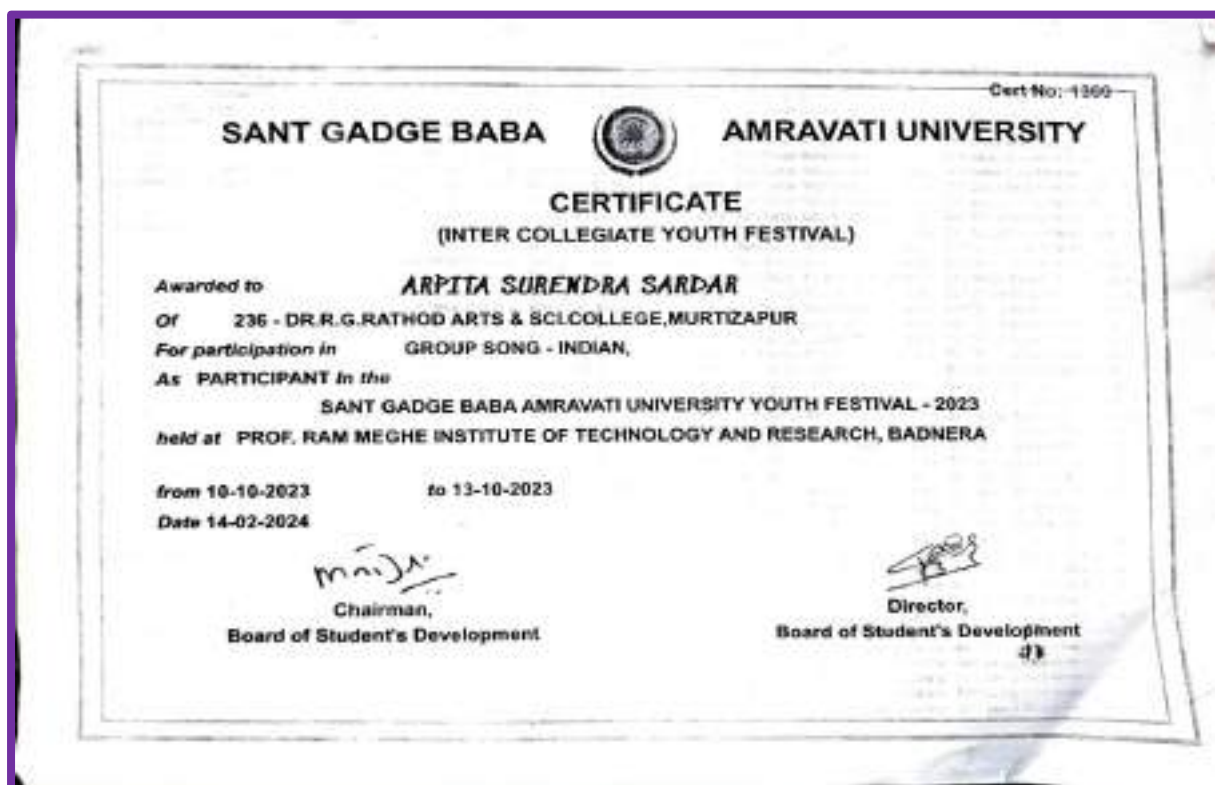 Cert No: 1360
SANT GADGE BABA AMRAVATI UNIVERSITY
CERTIFICATE
(INTER COLLEGIATE YOUTH FESTIVAL)
Awarded to ARPITA SURENDRA SARDAR
Of 236 - DR.R.G.RATHOD ARTS & SCI.COLLEGE,MURTIZAPUR
For participation in GROUP SONG - INDIAN,
As PARTICIPANT In the
SANT GADGE BABA AMRAVATI UNIVERSITY YOUTH FESTIVAL - 2023
held at PROF. RAM MEGHE INSTITUTE OF TECHNOLOGY AND RESEARCH, BADNERA
from 10-10-2023 to 13-10-2023
Date 14-02-2024
Chairman, Director,
Board of Student's Development Board of Student's Development